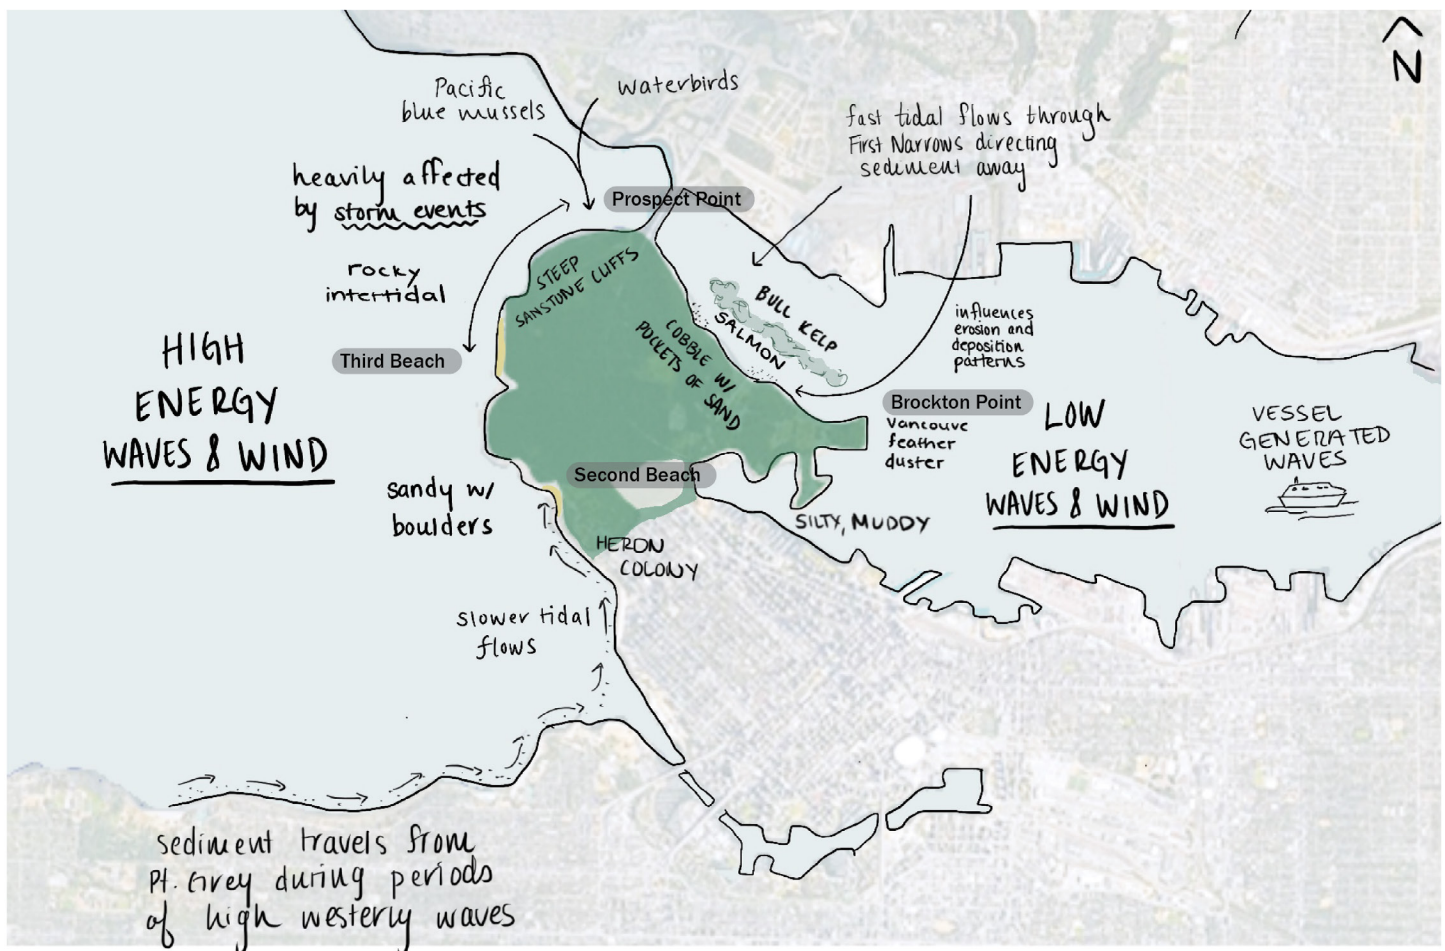 N
Pacific
blue mussels
waterbirds
fast tidal flows through
First Narrows directing
sediment away
heavily affected
by storm events
Prospect Point
rocky
intertidal
STEEP
SANSTONE CLIFFS
BULL KELP
SALMON
COBBLE W/
POCKETS OF SAND
influences
erosion and
deposition
patterns
HIGH
ENERGY
WAVES & WIND
Third Beach
Brockton Point
Vancouve
feather
duster
LOW
ENERGY
WAVES & WIND
VESSEL
GENERATED
WAVES
Second Beach
sandy w/
boulders
SILTY, MUDDY
HERON
COLONY
slower tidal
flows
sediment travels from
Pt. Grey during periods
of high westerly waves